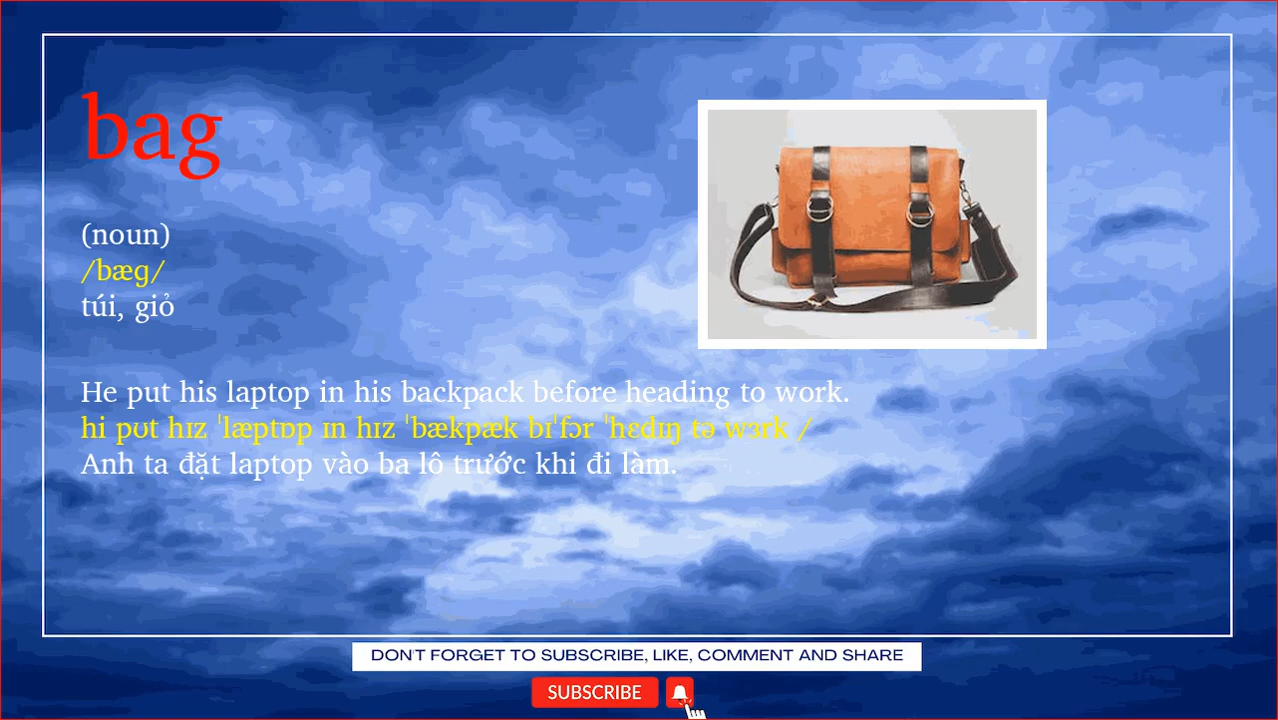 bag
(noun)
/bæɡ/
túi, giỏ
He put his laptop in his backpack before heading to work.
hi pʊt hɪz ˈlæptɒp ɪn hɪz ˈbækpæk bɪˈfɔr ˈhɛdɪŋ tə wɜrk /
Anh ta đặt laptop vào ba lô trước khi đi làm.
DON'T FORGET TO SUBSCRIBE, LIKE, COMMENT AND SHARE
SUBSCRIBE